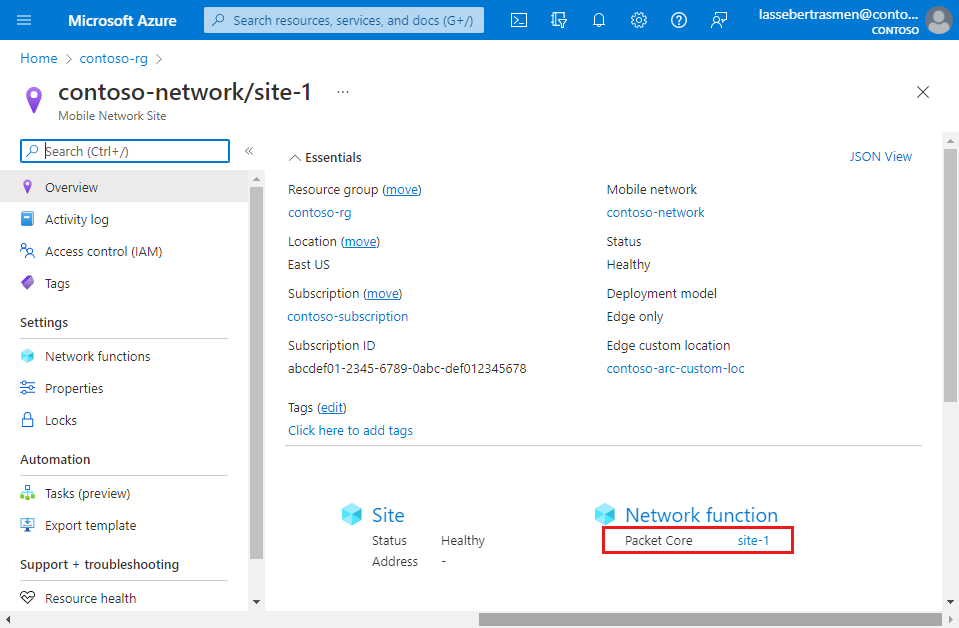 Microsoft Azure
Search resources, services, and docs (G+/)
lassebertrasmen@conto...
CONTOSO
Home > contoso-rg >
contoso-network/site-1 ...
Mobile Network Site
Search (Ctrl+/)
Overview
Activity log
Access control (IAM)
Tags
Settings
Network functions
Properties
Locks
Automation
Tasks (preview)
Export template
Support + troubleshooting
Resource health
Essentials
JSON View
Resource group (move)
contoso-rg
Location (move)
East US
Subscription (move)
contoso-subscription
Subscription ID
abcdef01-2345-6789-0abc-def012345678
Mobile network
contoso-network
Status
Healthy
Deployment model
Edge only
Edge custom location
contoso-arc-custom-loc
Tags (edit)
Click here to add tags
Site
Status Healthy
Address -
Network function
Packet Core site-1